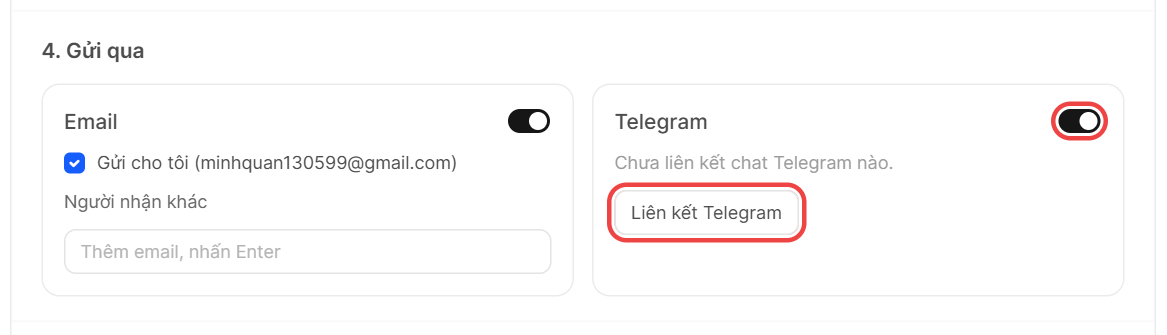 4. Gửi qua
Email
Gửi cho tôi (minhquan130599@gmail.com)
Người nhận khác
Thêm email, nhấn Enter
Telegram
Chưa liên kết chat Telegram nào.
Liên kết Telegram